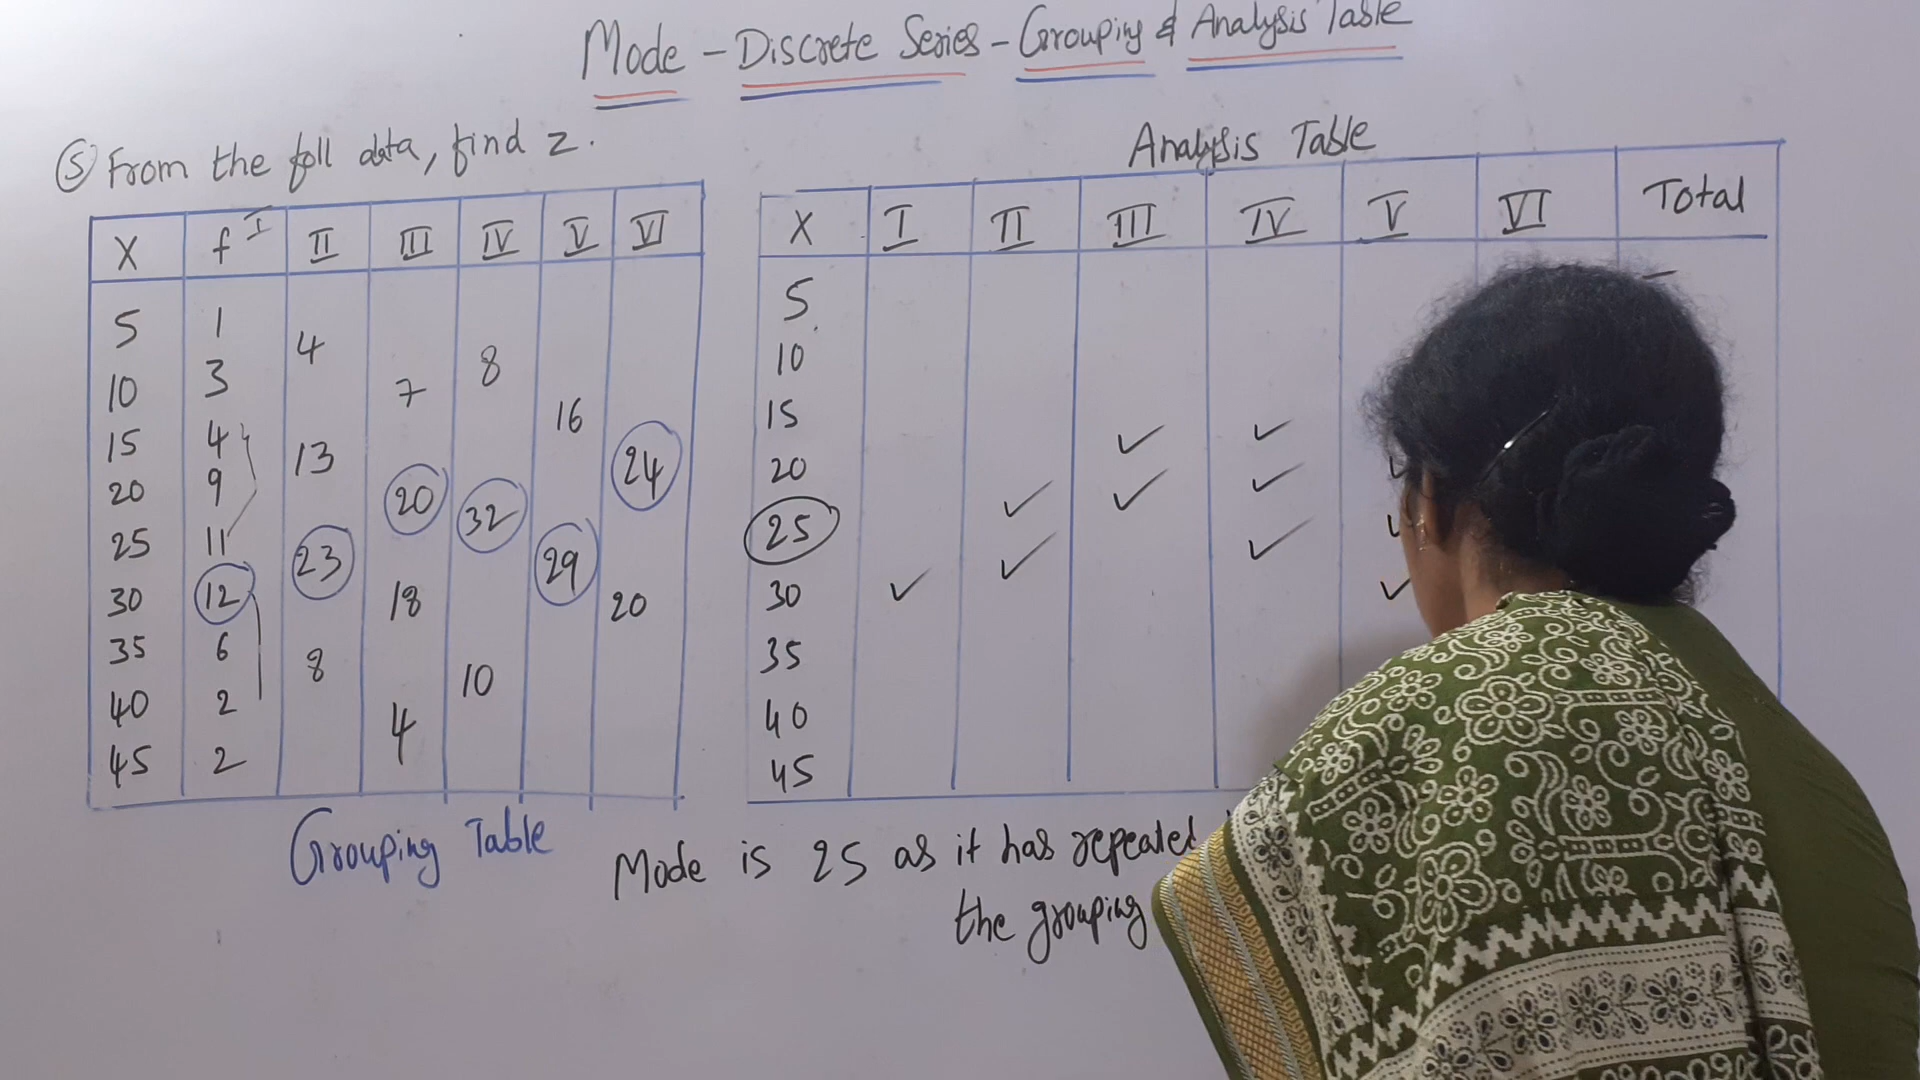 Mode - Discrete Series - Grouping & Analysis Table
(5) From the foll data, find z.
X f I II III IV V VI
5 1
4
10 3 7 8
16
15 4 13 24
20 9 20 32
25 11 23 29
30 12 18 20
35 6 8 10
40 2 4
45 2
Grouping Table
Analysis Table
X I II III IV V VI Total
5
10
15
20 ✓ ✓
25 ✓ ✓ ✓
30 ✓ ✓ ✓ ✓
35
40
45
Mode is 25 as it has repeated
the grouping